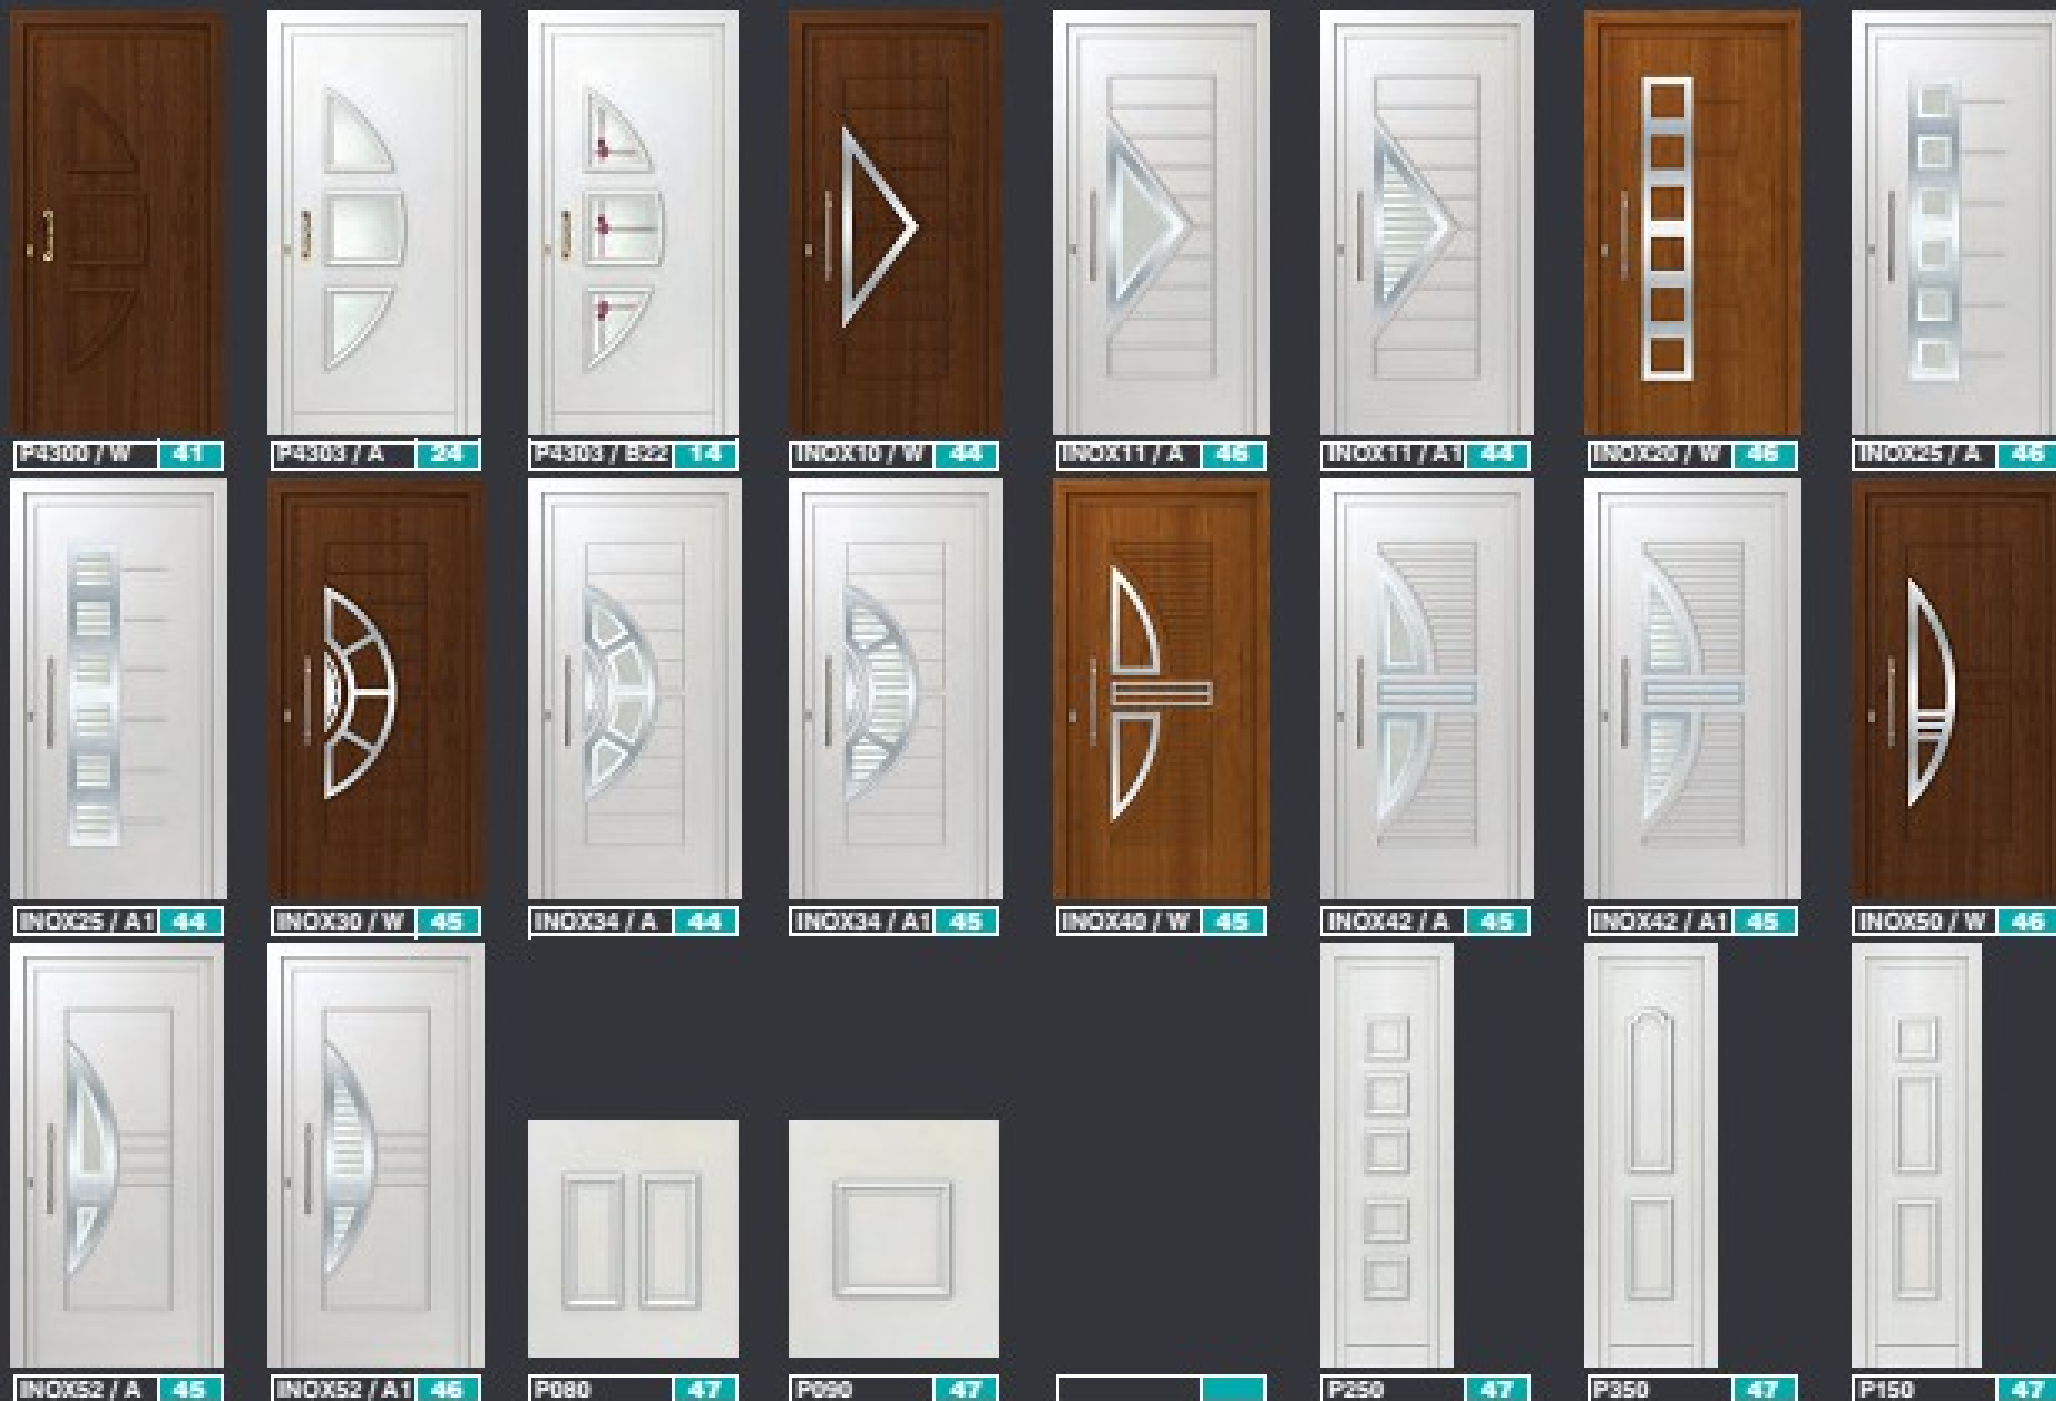 P4300 / W 41
P4303 / A 24
P4303 / B22 14
INOX10 / W 44
INOX11 / A 46
INOX11 / A1 44
INOX20 / W 46
INOX25 / A 46
INOX25 / A1 44
INOX30 / W 45
INOX34 / A 44
INOX34 / A1 45
INOX40 / W 45
INOX42 / A 45
INOX42 / A1 45
INOX50 / W 46
INOX52 / A 45
INOX52 / A1 46
P080 47
P090 47
P250 47
P350 47
P150 47